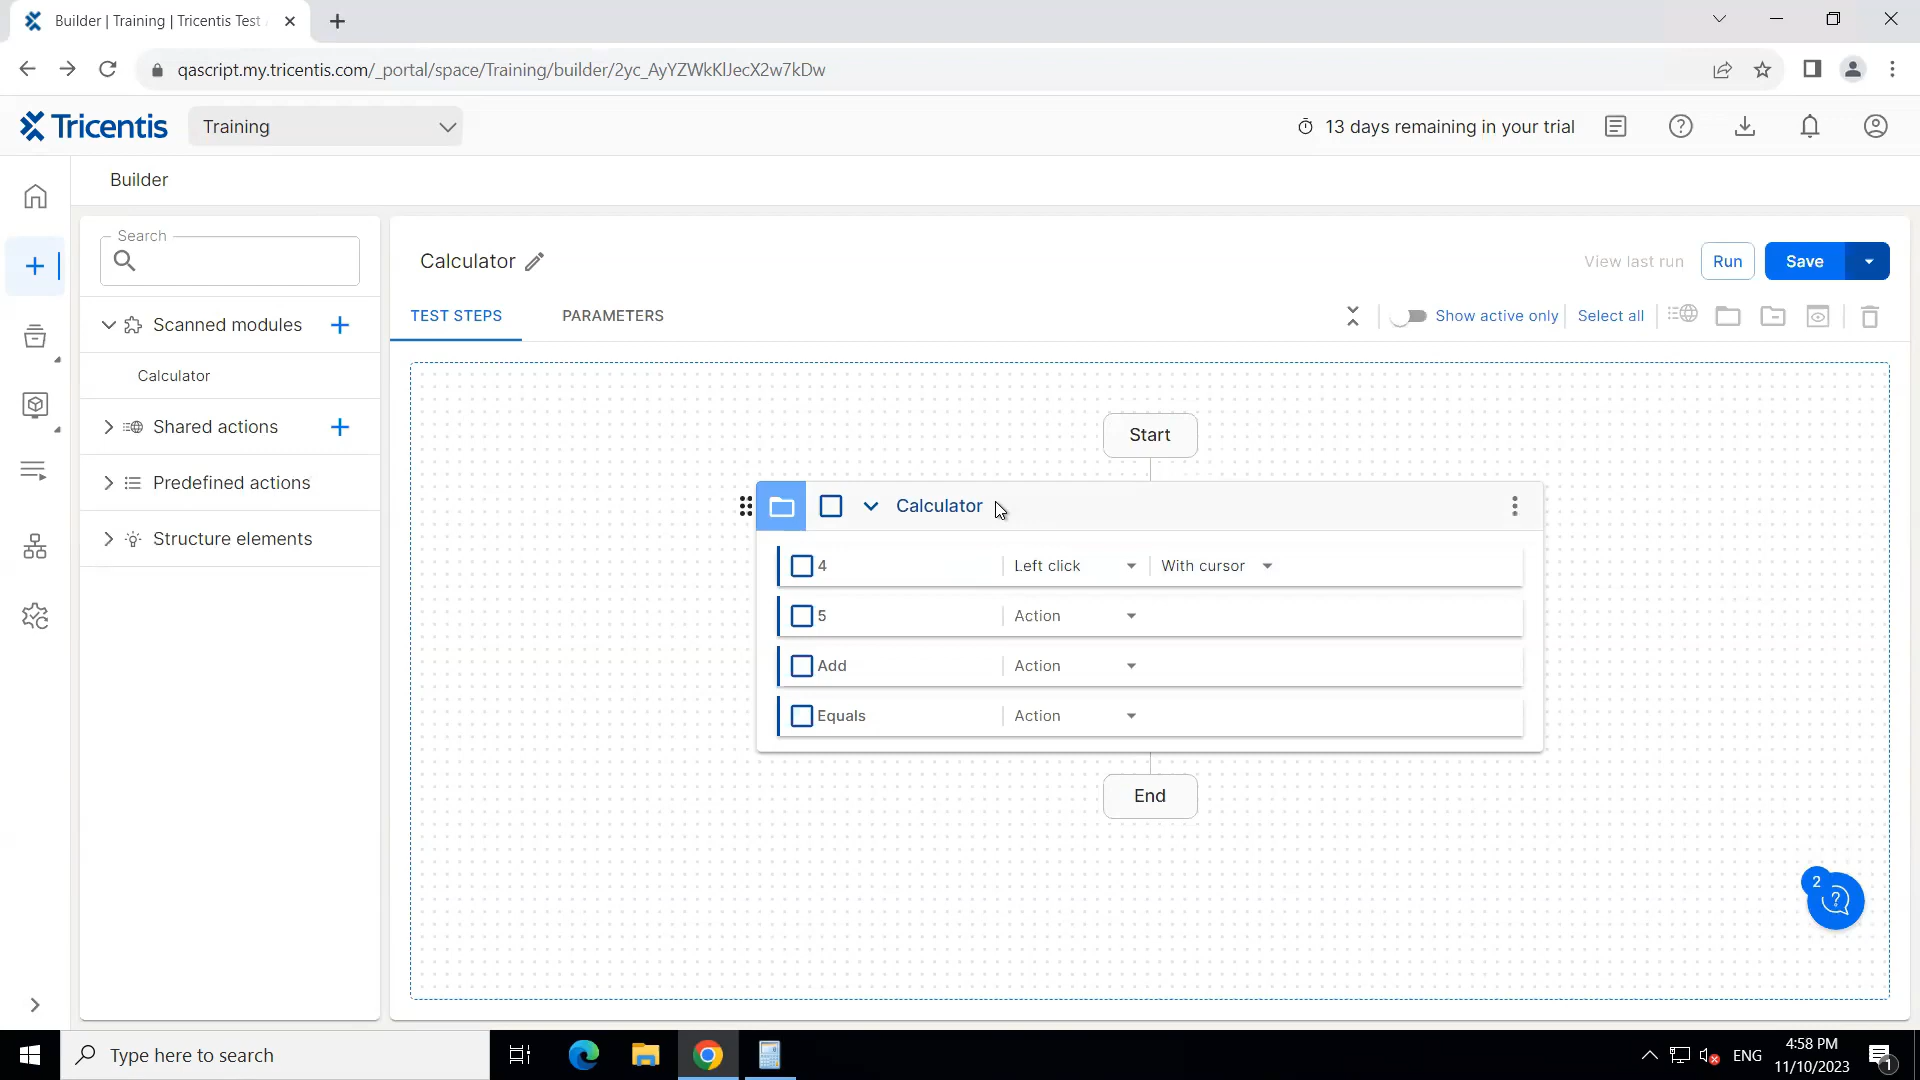 Builder | Training | Tricentis Test
qascript.my.tricentis.com/_portal/space/Training/builder/2yc_AyYZWkKlJecX2w7kDw
Tricentis
Training
13 days remaining in your trial
Builder
Search
Scanned modules
Calculator
Shared actions
Predefined actions
Structure elements
Calculator
View last run
Run
Save
TEST STEPS
PARAMETERS
Show active only
Select all
Start
Calculator
4
Left click
With cursor
5
Action
Add
Action
Equals
Action
End
2
Type here to search
ENG
4:58 PM
11/10/2023
1